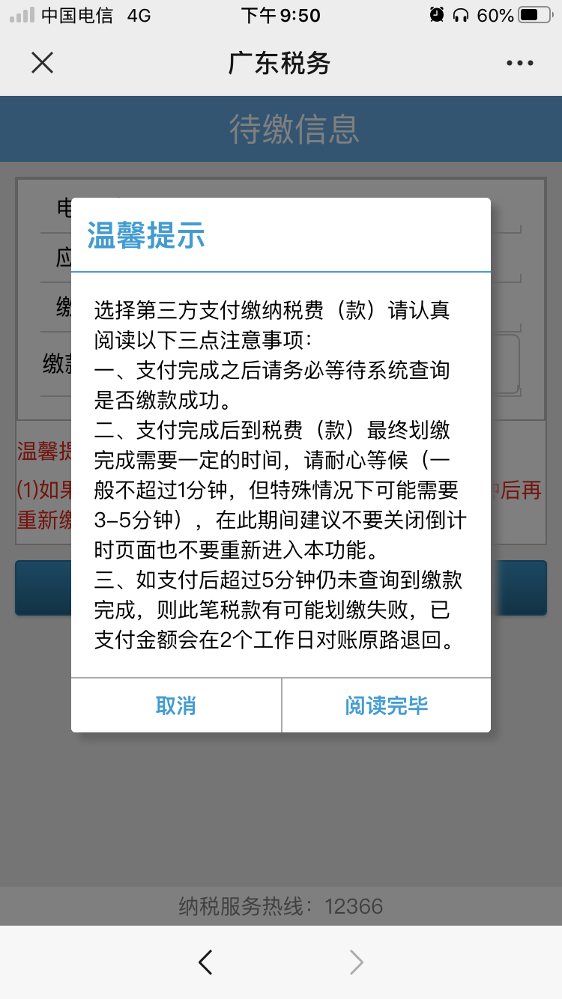 中国电信 4G 下午9:50 60%
广东税务
待缴信息
电
应
缴
缴款
温馨提示
选择第三方支付缴纳税费（款）请认真
阅读以下三点注意事项：
一、支付完成之后请务必等待系统查询
是否缴款成功。
二、支付完成后到税费（款）最终划缴
完成需要一定的时间，请耐心等候（一
般不超过1分钟，但特殊情况下可能需要
3-5分钟），在此期间建议不要关闭倒计
时页面也不要重新进入本功能。
三、如支付后超过5分钟仍未查询到缴款
完成，则此笔税款有可能划缴失败，已
支付金额会在2个工作日对账原路退回。
取消 阅读完毕
温馨提
(1)如果 钟后再
重新缴
纳税服务热线：12366